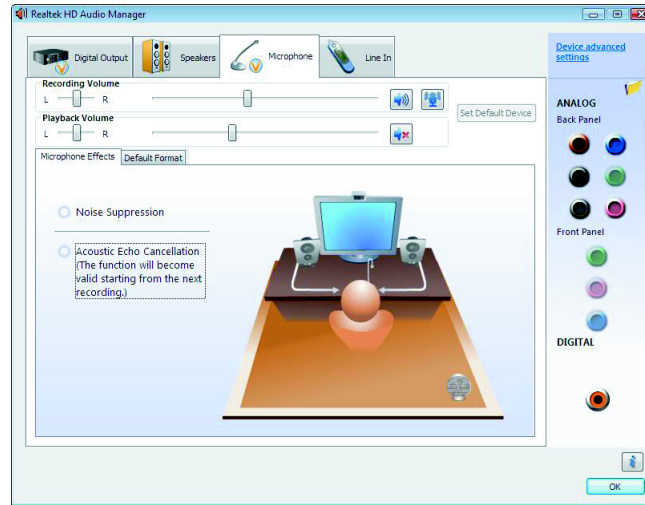 Realtek HD Audio Manager
Digital Output
Speakers
Microphone
Line In
Device advanced
settings
Recording Volume
L
R
Set Default Device
Playback Volume
L
R
Microphone Effects
Default Format
Noise Suppression
Acoustic Echo Cancellation
(The function will become
valid starting from the next
recording.)
ANALOG
Back Panel
Front Panel
DIGITAL
OK